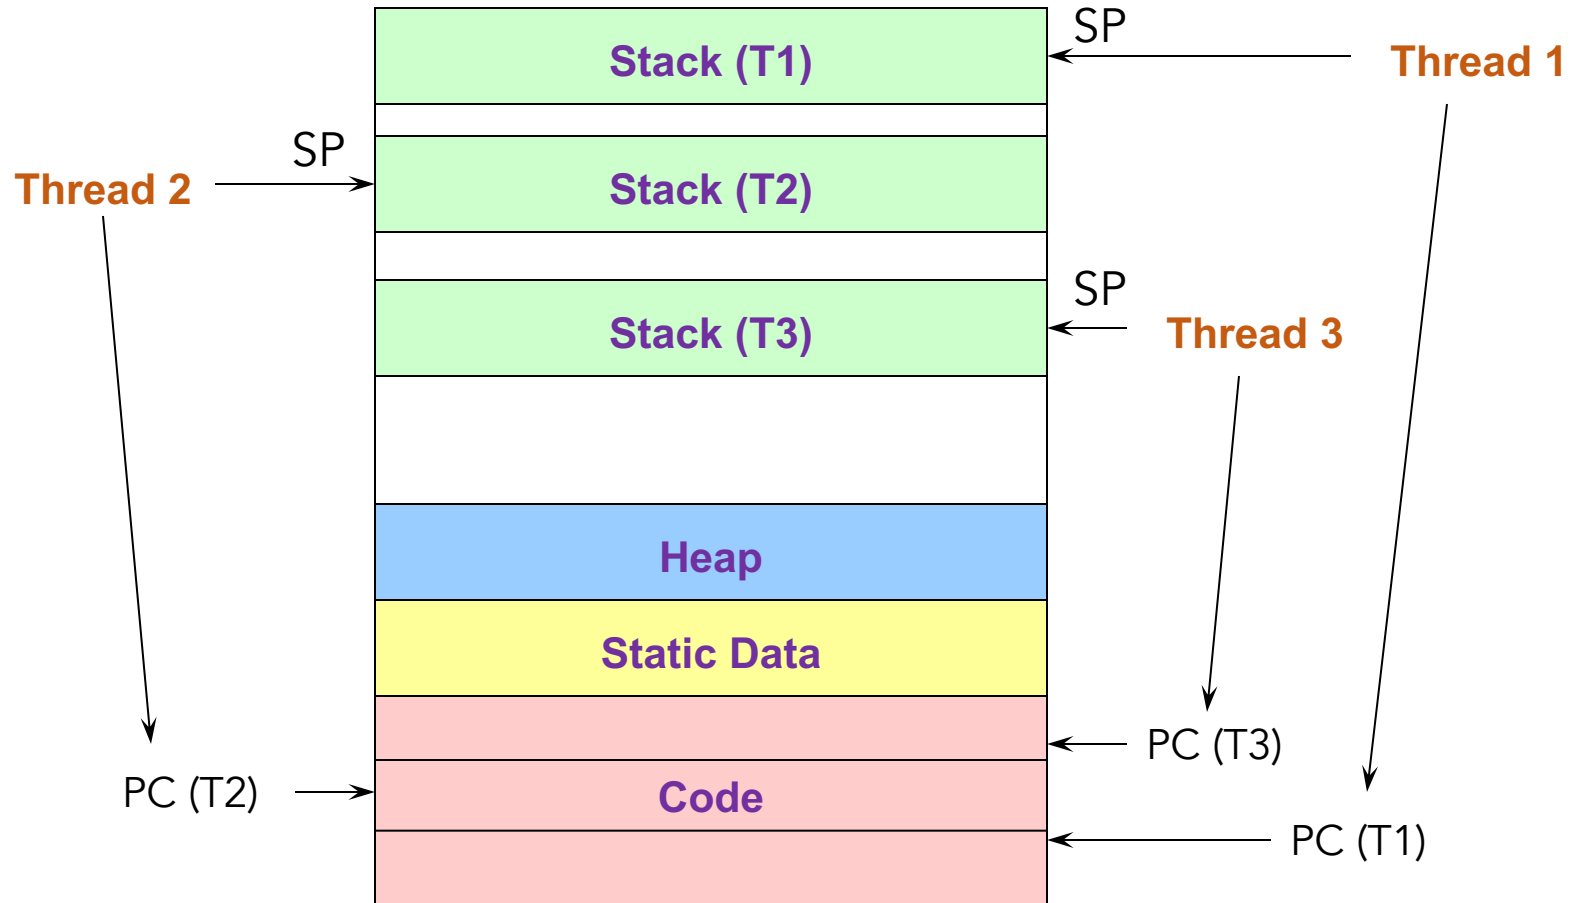 SP
Stack (T1)
Thread 1
SP
Thread 2
Stack (T2)
SP
Stack (T3)
Thread 3
Heap
Static Data
PC (T3)
PC (T2)
Code
PC (T1)